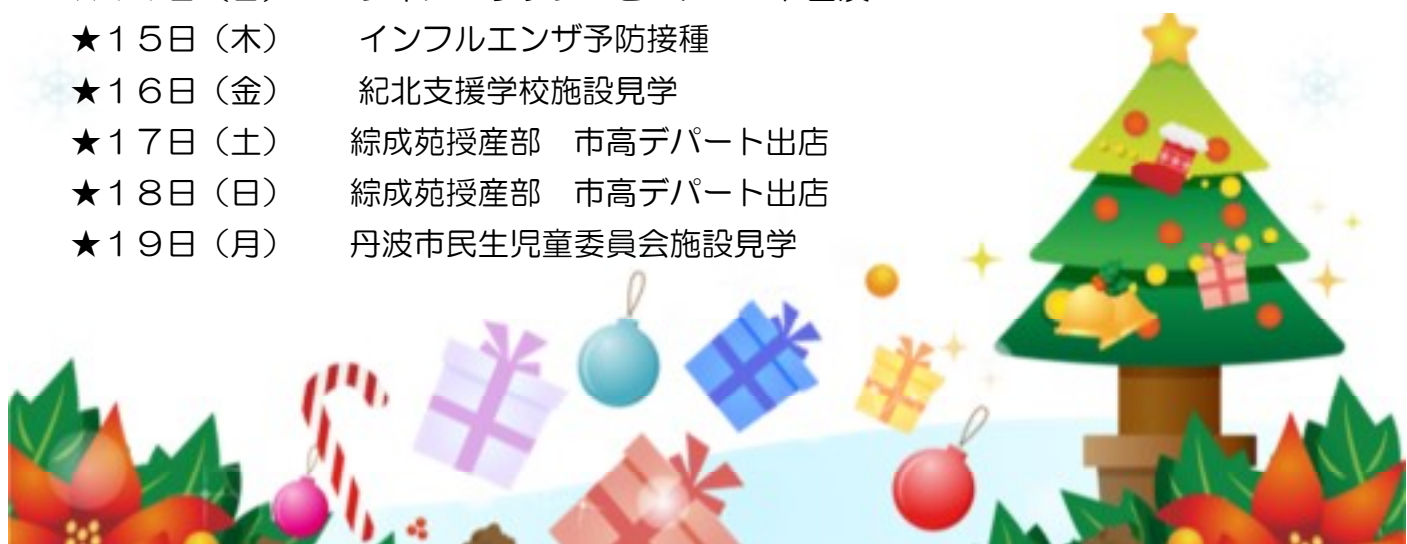 ★１５日（木）　　インフルエンザ予防接種
★１６日（金）　　紀北支援学校施設見学
★１７日（土）　　綜成苑授産部　市高デパート出店
★１８日（日）　　綜成苑授産部　市高デパート出店
★１９日（月）　　丹波市民生児童委員会施設見学